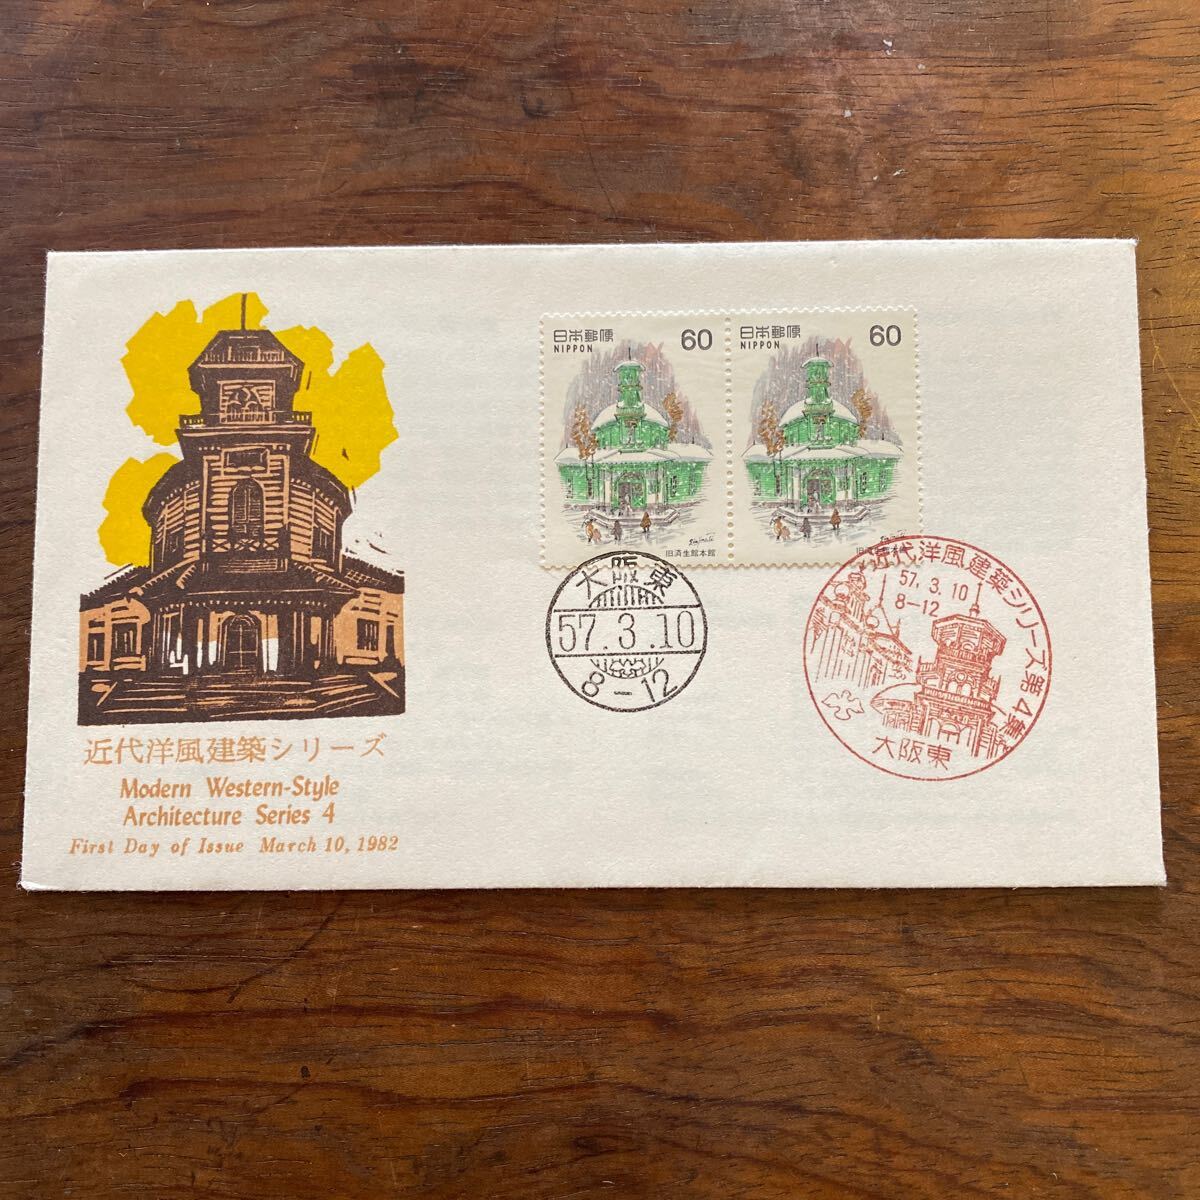 日本郵便 60
NIPPON
旧済生館本館
日本郵便 60
NIPPON
大阪東
57.3.10
8-12
近代洋風建築シリーズ第4集
57.3.10
8-12
大阪東
近代洋風建築シリーズ
Modern Western-Style
Architecture Series 4
First Day of Issue March 10, 1982